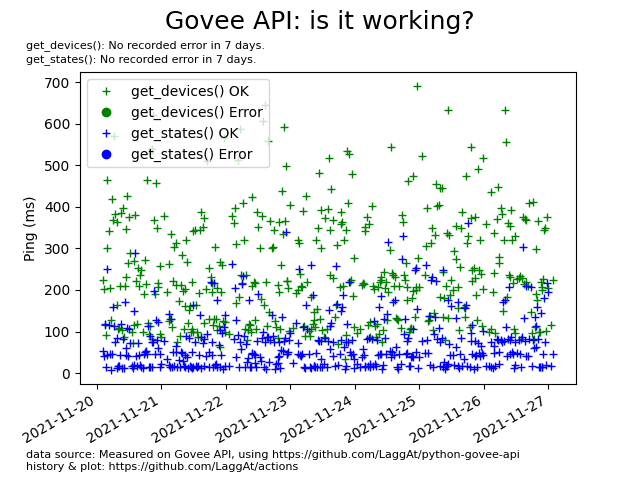 Govee API: is it working?
get_devices(): No recorded error in 7 days.
get_states(): No recorded error in 7 days.
get_devices() OK
get_devices() Error
get_states() OK
get_states() Error
Ping (ms)
700
600
500
400
300
200
100
0
2021-11-20
2021-11-21
2021-11-22
2021-11-23
2021-11-24
2021-11-25
2021-11-26
2021-11-27
data source: Measured on Govee API, using https://github.com/LaggAt/python-govee-api
history & plot: https://github.com/LaggAt/actions